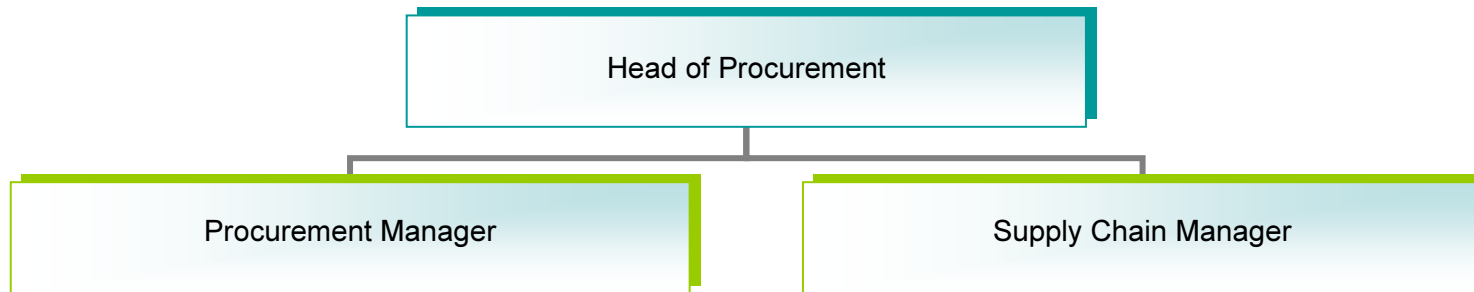 Head of Procurement
Procurement Manager
Supply Chain Manager